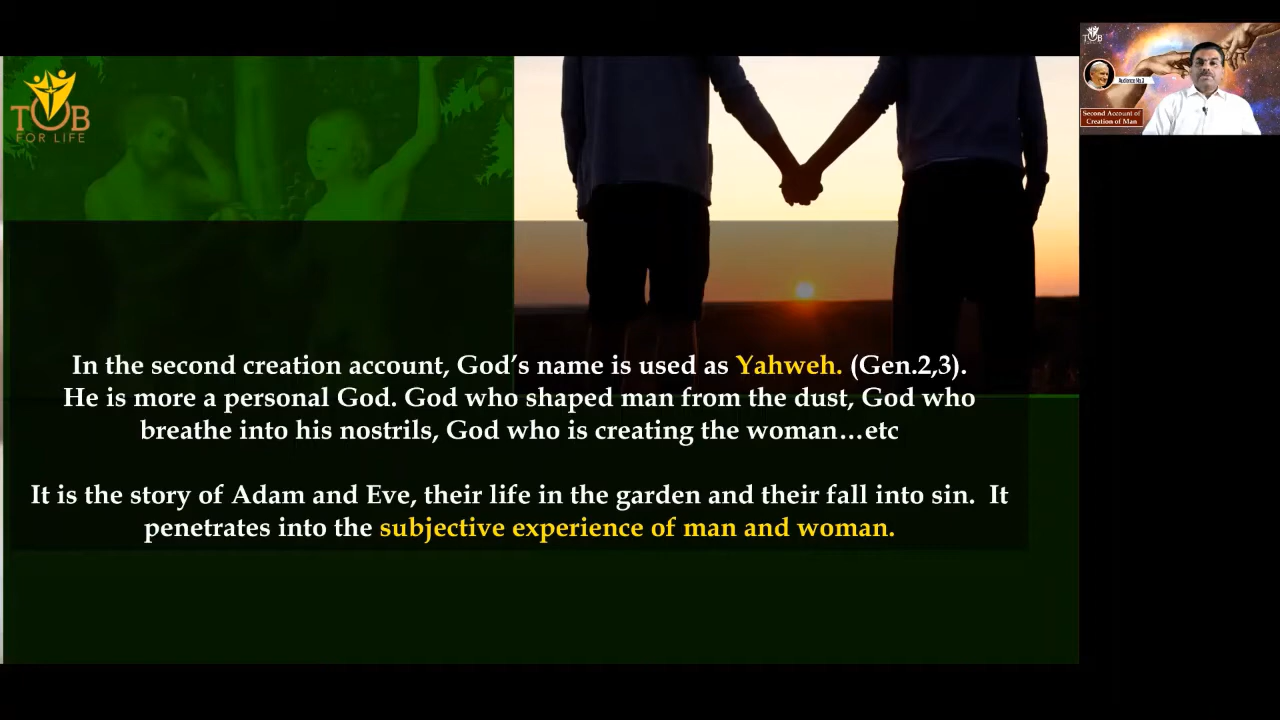 TOB
FOR LIFE
In the second creation account, God’s name is used as Yahweh. (Gen.2,3).
He is more a personal God. God who shaped man from the dust, God who
breathe into his nostrils, God who is creating the woman…etc
It is the story of Adam and Eve, their life in the garden and their fall into sin.  It
penetrates into the subjective experience of man and woman.
TOB
Audience No.3
Second Account of
Creation of Man